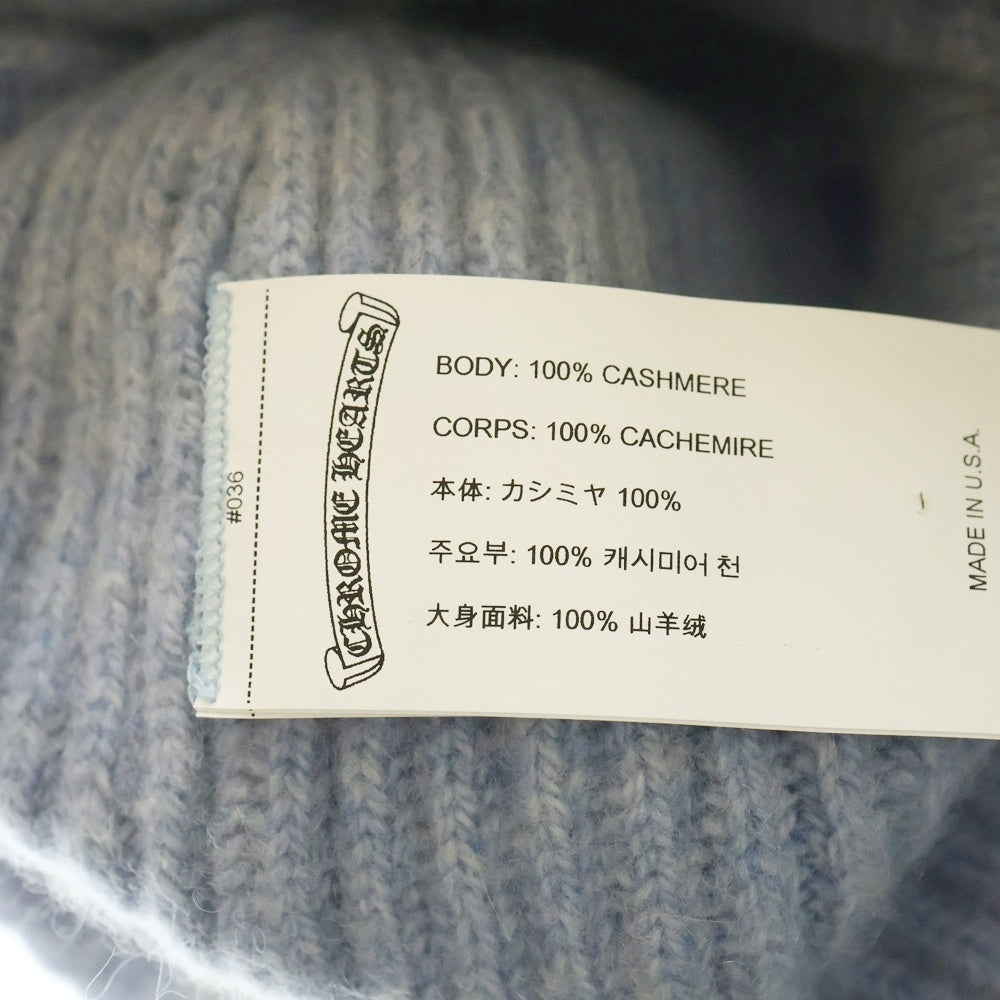 #036
CHROME HEARTS
BODY: 100% CASHMERE
CORPS: 100% CACHEMIRE
本体: カシミヤ 100%
주요부: 100% 캐시미어 천
大身面料: 100% 山羊绒
MADE IN U.S.A.